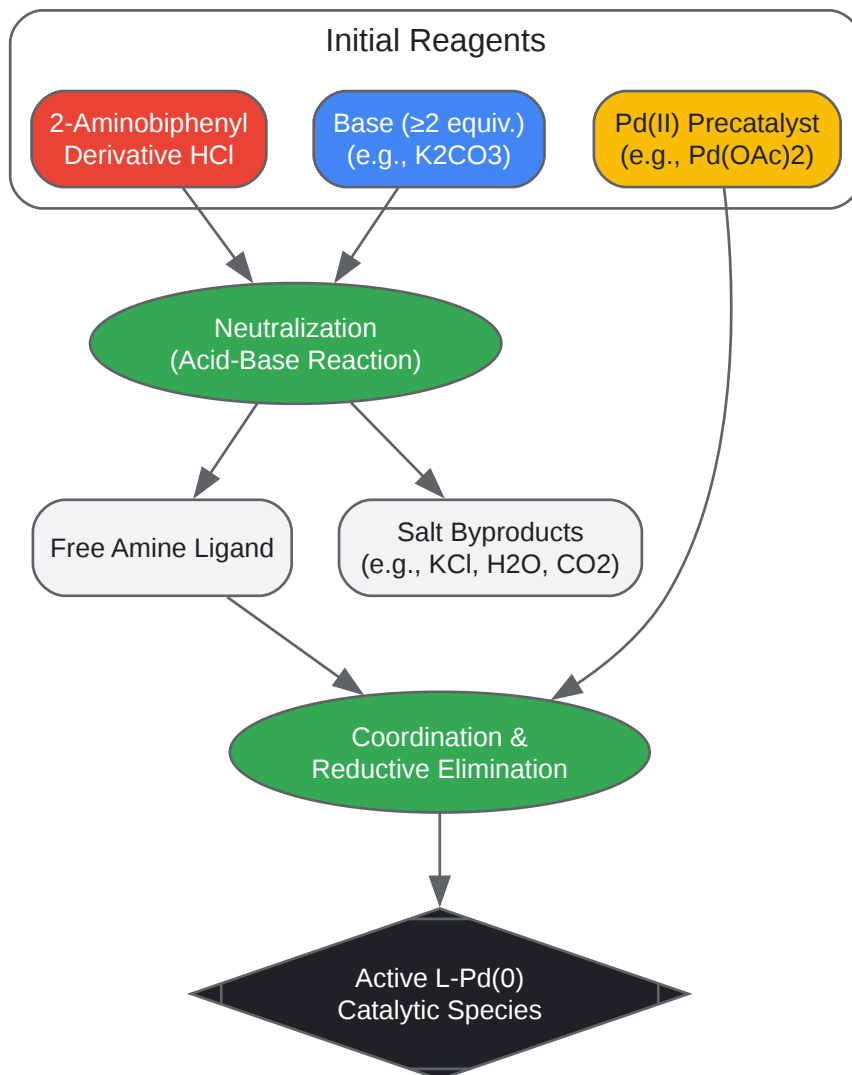 Initial Reagents
2-Aminobiphenyl
Derivative HCl
Base (≥2 equiv.)
(e.g., K2CO3)
Pd(II) Precatalyst
(e.g., Pd(OAc)2)
Neutralization
(Acid-Base Reaction)
Free Amine Ligand
Salt Byproducts
(e.g., KCl, H2O, CO2)
Coordination &
Reductive Elimination
Active L-Pd(0)
Catalytic Species